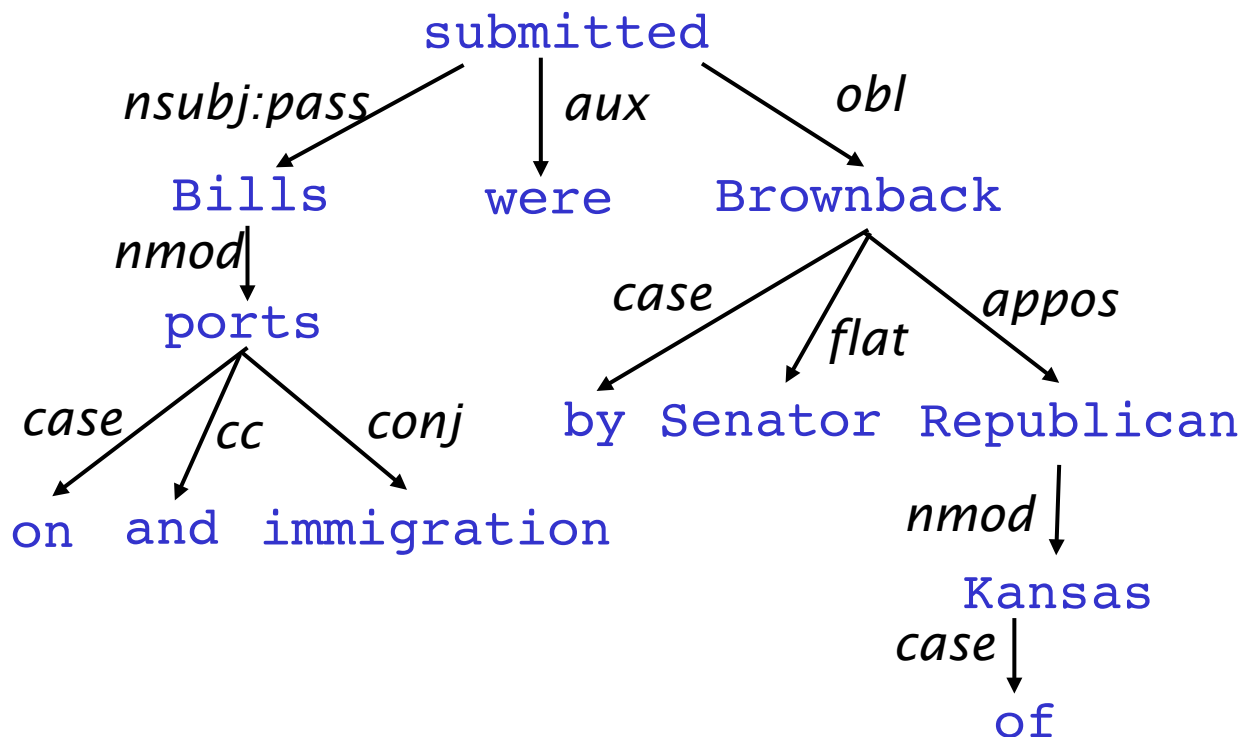 submitted
nsubj:pass aux obl
Bills were Brownback
nmod
ports
case flat appos
case cc conj
by Senator Republican
on and immigration
nmod
Kansas
case
of